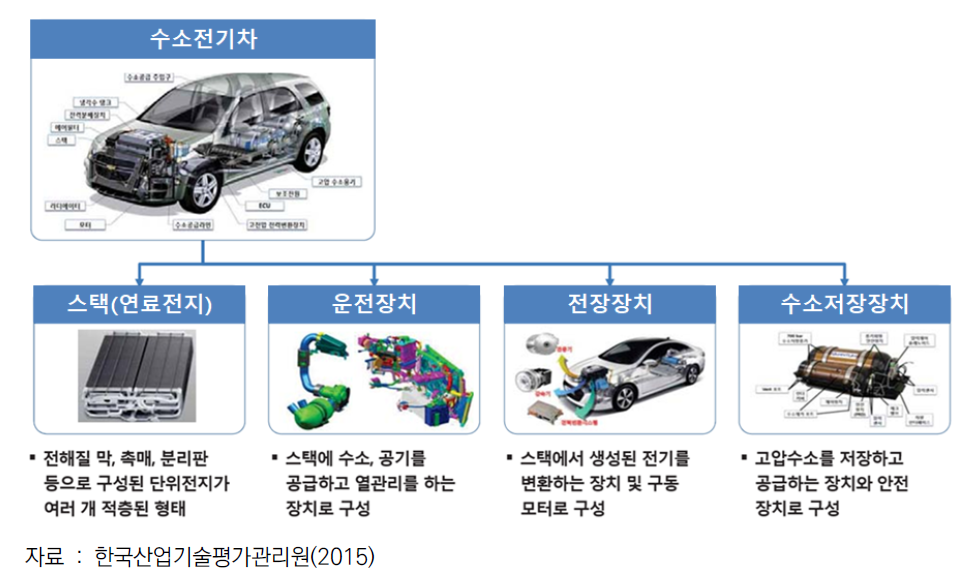 수소전기차
수소공급 주입구
냉각수 탱크
전력분배장치
에어필터
스택
고압 수소용기
보조전원
라디에이터
ECU
모터
수소공급라인
고전압 전력변환장치
스택(연료전지)
운전장치
전장장치
수소저장장치
감속기
전해질 막, 촉매, 분리판
등으로 구성된 단위전지가
여러 개 적층된 형태
스택에 수소, 공기를
공급하고 열관리를 하는
장치로 구성
스택에서 생성된 전기를
변환하는 장치 및 구동
모터로 구성
고압수소를 저장하고
공급하는 장치와 안전
장치로 구성
자료 : 한국산업기술평가관리원(2015)